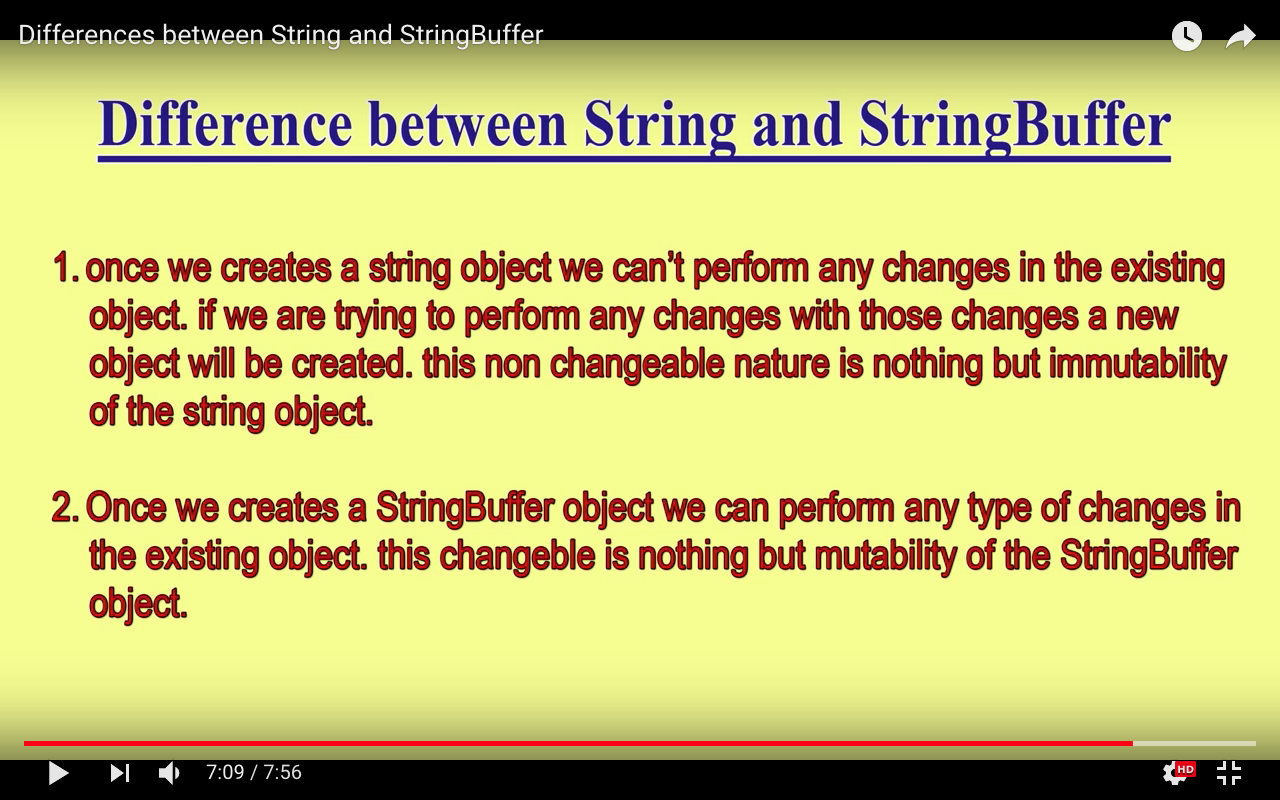 Differences between String and StringBuffer
Difference between String and StringBuffer
1. once we creates a string object we can't perform any changes in the existing
object. if we are trying to perform any changes with those changes a new
object will be created. this non changeable nature is nothing but immutability
of the string object.
2. Once we creates a StringBuffer object we can perform any type of changes in
the existing object. this changeble is nothing but mutability of the StringBuffer
object.
7:09 / 7:56
HD